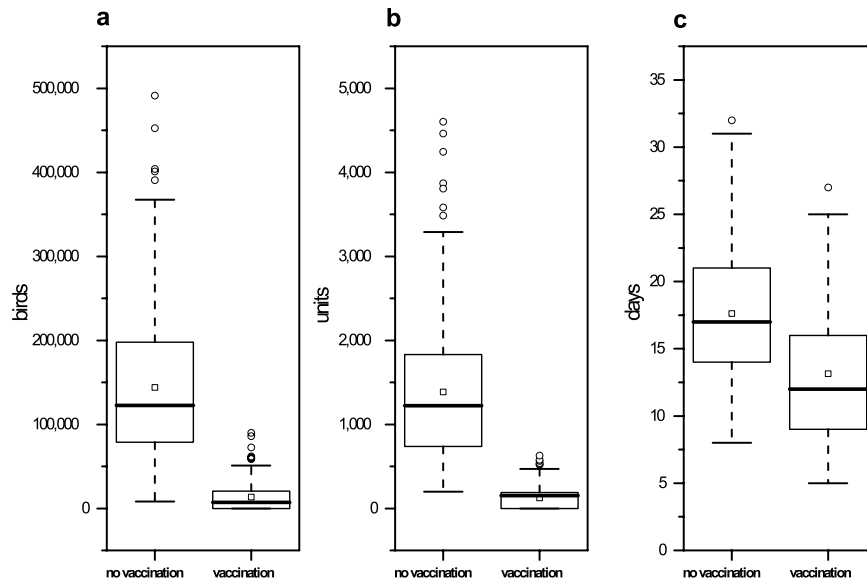 a
birds
500,000
400,000
300,000
200,000
100,000
0
no vaccination
vaccination
b
units
5,000
4,000
3,000
2,000
1,000
0
no vaccination
vaccination
c
days
35
30
25
20
15
10
5
0
no vaccination
vaccination